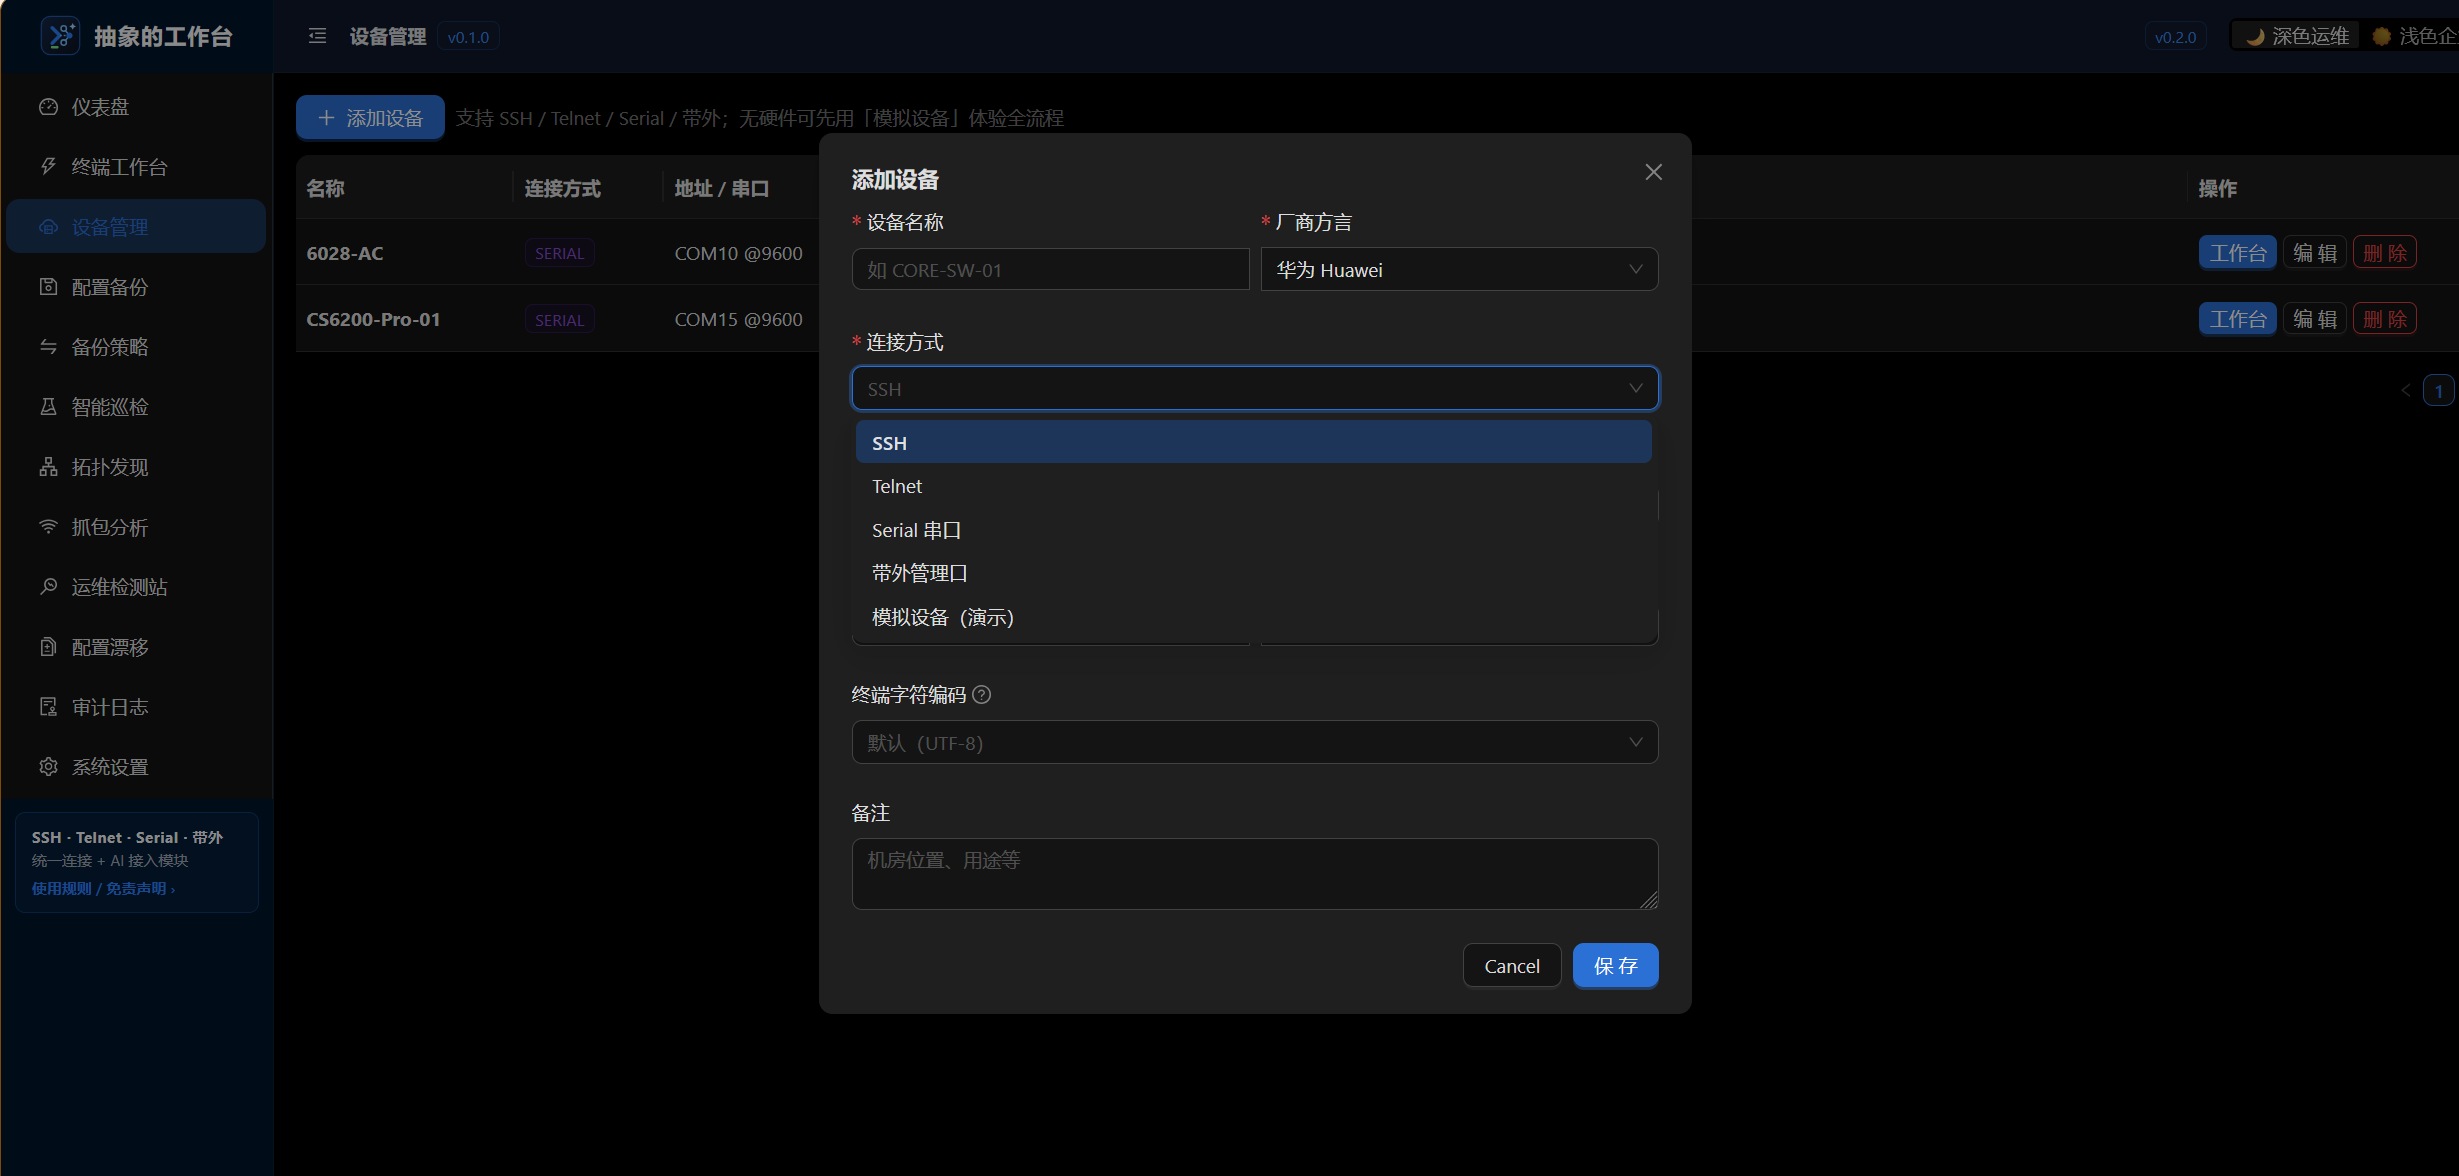 抽象的工作台
设备管理 v0.1.0
v0.2.0 深色运维 浅色企
仪表盘
终端工作台
设备管理
配置备份
备份策略
智能巡检
拓扑发现
抓包分析
运维检测站
配置漂移
审计日志
系统设置
SSH · Telnet · Serial · 带外
统一连接 + AI 接入模块
使用规则 / 免责声明 ›
+ 添加设备 支持 SSH / Telnet / Serial / 带外；无硬件可先用「模拟设备」体验全流程
名称 连接方式 地址 / 串口 操作
6028-AC SERIAL COM10 @9600 工作台 编 辑 删 除
CS6200-Pro-01 SERIAL COM15 @9600 工作台 编 辑 删 除
< 1
添加设备
* 设备名称 * 厂商方言
如 CORE-SW-01 华为 Huawei
* 连接方式
SSH
SSH
Telnet
Serial 串口
带外管理口
模拟设备（演示）
终端字符编码
默认（UTF-8）
备注
机房位置、用途等
Cancel 保 存